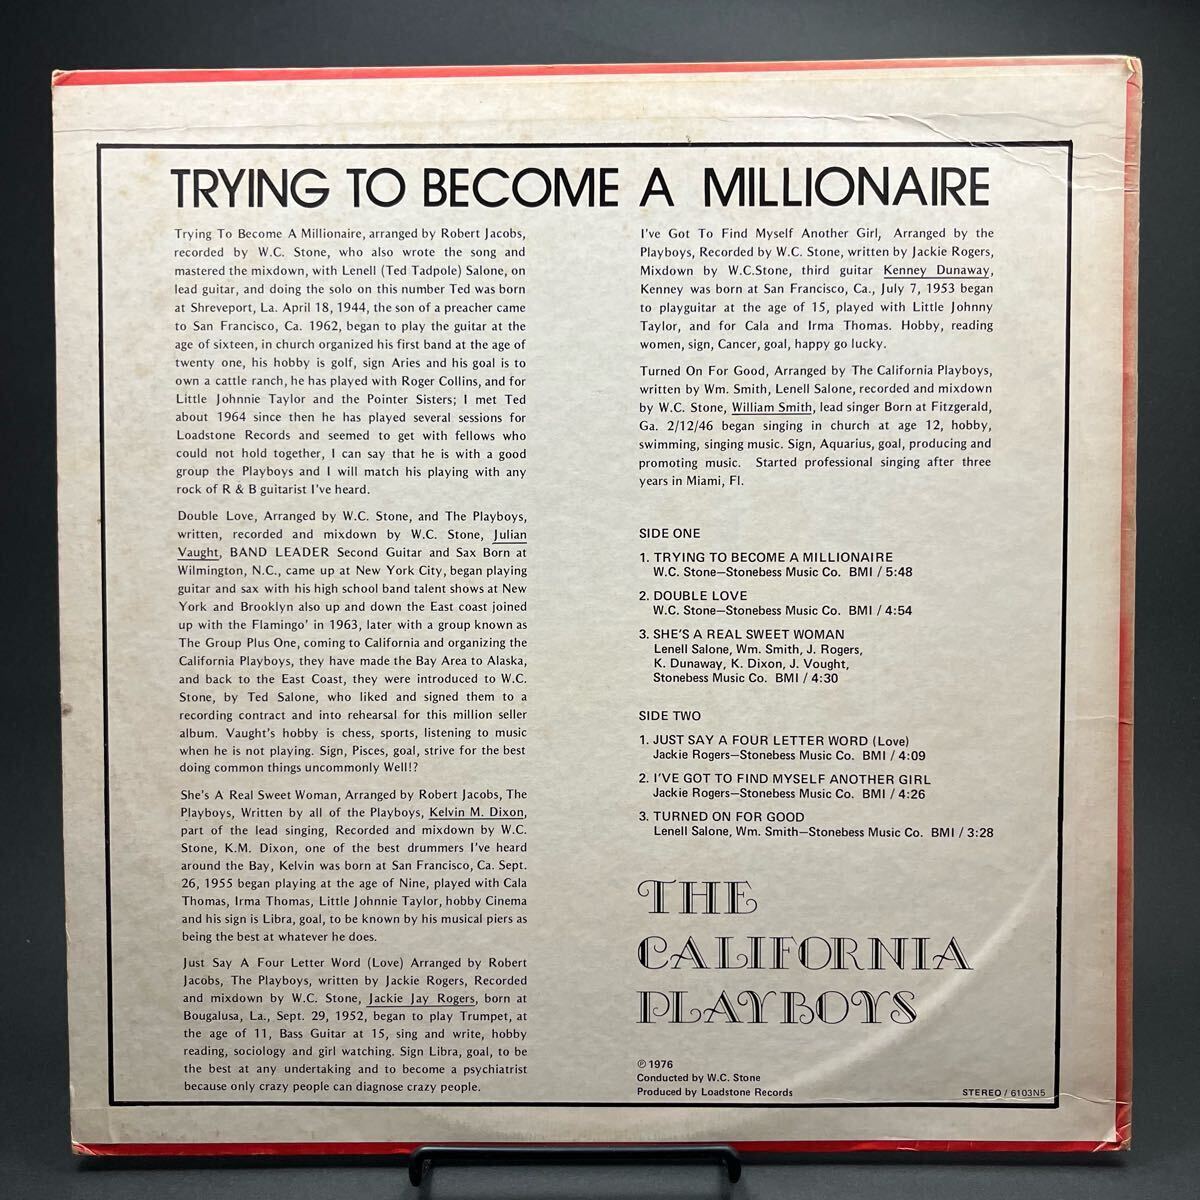 TRYING TO BECOME A MILLIONAIRE
Trying To Become A Millionaire, arranged by Robert Jacobs,
recorded by W.C. Stone, who also wrote the song and
mastered the mixdown, with Lenell (Ted Tadpole) Salone, on
lead guitar, and doing the solo on this number Ted was born
at Shreveport, La. April 18, 1944, the son of a preacher came
to San Francisco, Ca. 1962, began to play the guitar at the
age of sixteen, in church organized his first band at the age of
twenty one, his hobby is golf, sign Aries and his goal is to
own a cattle ranch, he has played with Roger Collins, and for
Little Johnnie Taylor and the Pointer Sisters; I met Ted
about 1964 since then he has played several sessions for
Loadstone Records and seemed to get with fellows who
could not hold together, I can say that he is with a good
group the Playboys and I will match his playing with any
rock of R & B guitarist I've heard.
Double Love, Arranged by W.C. Stone, and The Playboys,
written, recorded and mixdown by W.C. Stone, Julian
Vaught, BAND LEADER Second Guitar and Sax Born at
Wilmington, N.C., came up at New York City, began playing
guitar and sax with his high school band talent shows at New
York and Brooklyn also up and down the East coast joined
up with the Flamingo' in 1963, later with a group known as
The Group Plus One, coming to California and organizing the
California Playboys, they have made the Bay Area to Alaska,
and back to the East Coast, they were introduced to W.C.
Stone, by Ted Salone, who liked and signed them to a
recording contract and into rehearsal for this million seller
album. Vaught's hobby is chess, sports, listening to music
when he is not playing. Sign, Pisces, goal, strive for the best
doing common things uncommonly Well!?
She's A Real Sweet Woman, Arranged by Robert Jacobs, The
Playboys, Written by all of the Playboys, Kelvin M. Dixon,
part of the lead singing, Recorded and mixdown by W.C.
Stone, K.M. Dixon, one of the best drummers I've heard
around the Bay, Kelvin was born at San Francisco, Ca. Sept.
26, 1955 began playing at the age of Nine, played with Cala
Thomas, Irma Thomas, Little Johnnie Taylor, hobby Cinema
and his sign is Libra, goal, to be known by his musical piers as
being the best at whatever he does.
Just Say A Four Letter Word (Love) Arranged by Robert
Jacobs, The Playboys, written by Jackie Rogers, Recorded
and mixdown by W.C. Stone, Jackie Jay Rogers, born at
Bougalusa, La., Sept. 29, 1952, began to play Trumpet, at
the age of 11, Bass Guitar at 15, sing and write, hobby
reading, sociology and girl watching. Sign Libra, goal, to be
the best at any undertaking and to become a psychiatrist
because only crazy people can diagnose crazy people.
I've Got To Find Myself Another Girl, Arranged by the
Playboys, Recorded by W.C. Stone, written by Jackie Rogers,
Mixdown by W.C.Stone, third guitar Kenney Dunaway,
Kenney was born at San Francisco, Ca., July 7, 1953 began
to playguitar at the age of 15, played with Little Johnny
Taylor, and for Cala and Irma Thomas. Hobby, reading
women, sign, Cancer, goal, happy go lucky.
Turned On For Good, Arranged by The California Playboys,
written by Wm. Smith, Lenell Salone, recorded and mixdown
by W.C. Stone, William Smith, lead singer Born at Fitzgerald,
Ga. 2/12/46 began singing in church at age 12, hobby,
swimming, singing music. Sign, Aquarius, goal, producing and
promoting music. Started professional singing after three
years in Miami, Fl.
SIDE ONE
1. TRYING TO BECOME A MILLIONAIRE
W.C. Stone—Stonebess Music Co. BMI / 5:48
2. DOUBLE LOVE
W.C. Stone—Stonebess Music Co. BMI / 4:54
3. SHE'S A REAL SWEET WOMAN
Lenell Salone, Wm. Smith, J. Rogers,
K. Dunaway, K. Dixon, J. Vought,
Stonebess Music Co. BMI / 4:30
SIDE TWO
1. JUST SAY A FOUR LETTER WORD (Love)
Jackie Rogers—Stonebess Music Co. BMI / 4:09
2. I'VE GOT TO FIND MYSELF ANOTHER GIRL
Jackie Rogers—Stonebess Music Co. BMI / 4:26
3. TURNED ON FOR GOOD
Lenell Salone, Wm. Smith—Stonebess Music Co. BMI / 3:28
THE
CALIFORNIA
PLAYBOYS
℗ 1976
Conducted by W.C. Stone
Produced by Loadstone Records
STEREO / 6103N5